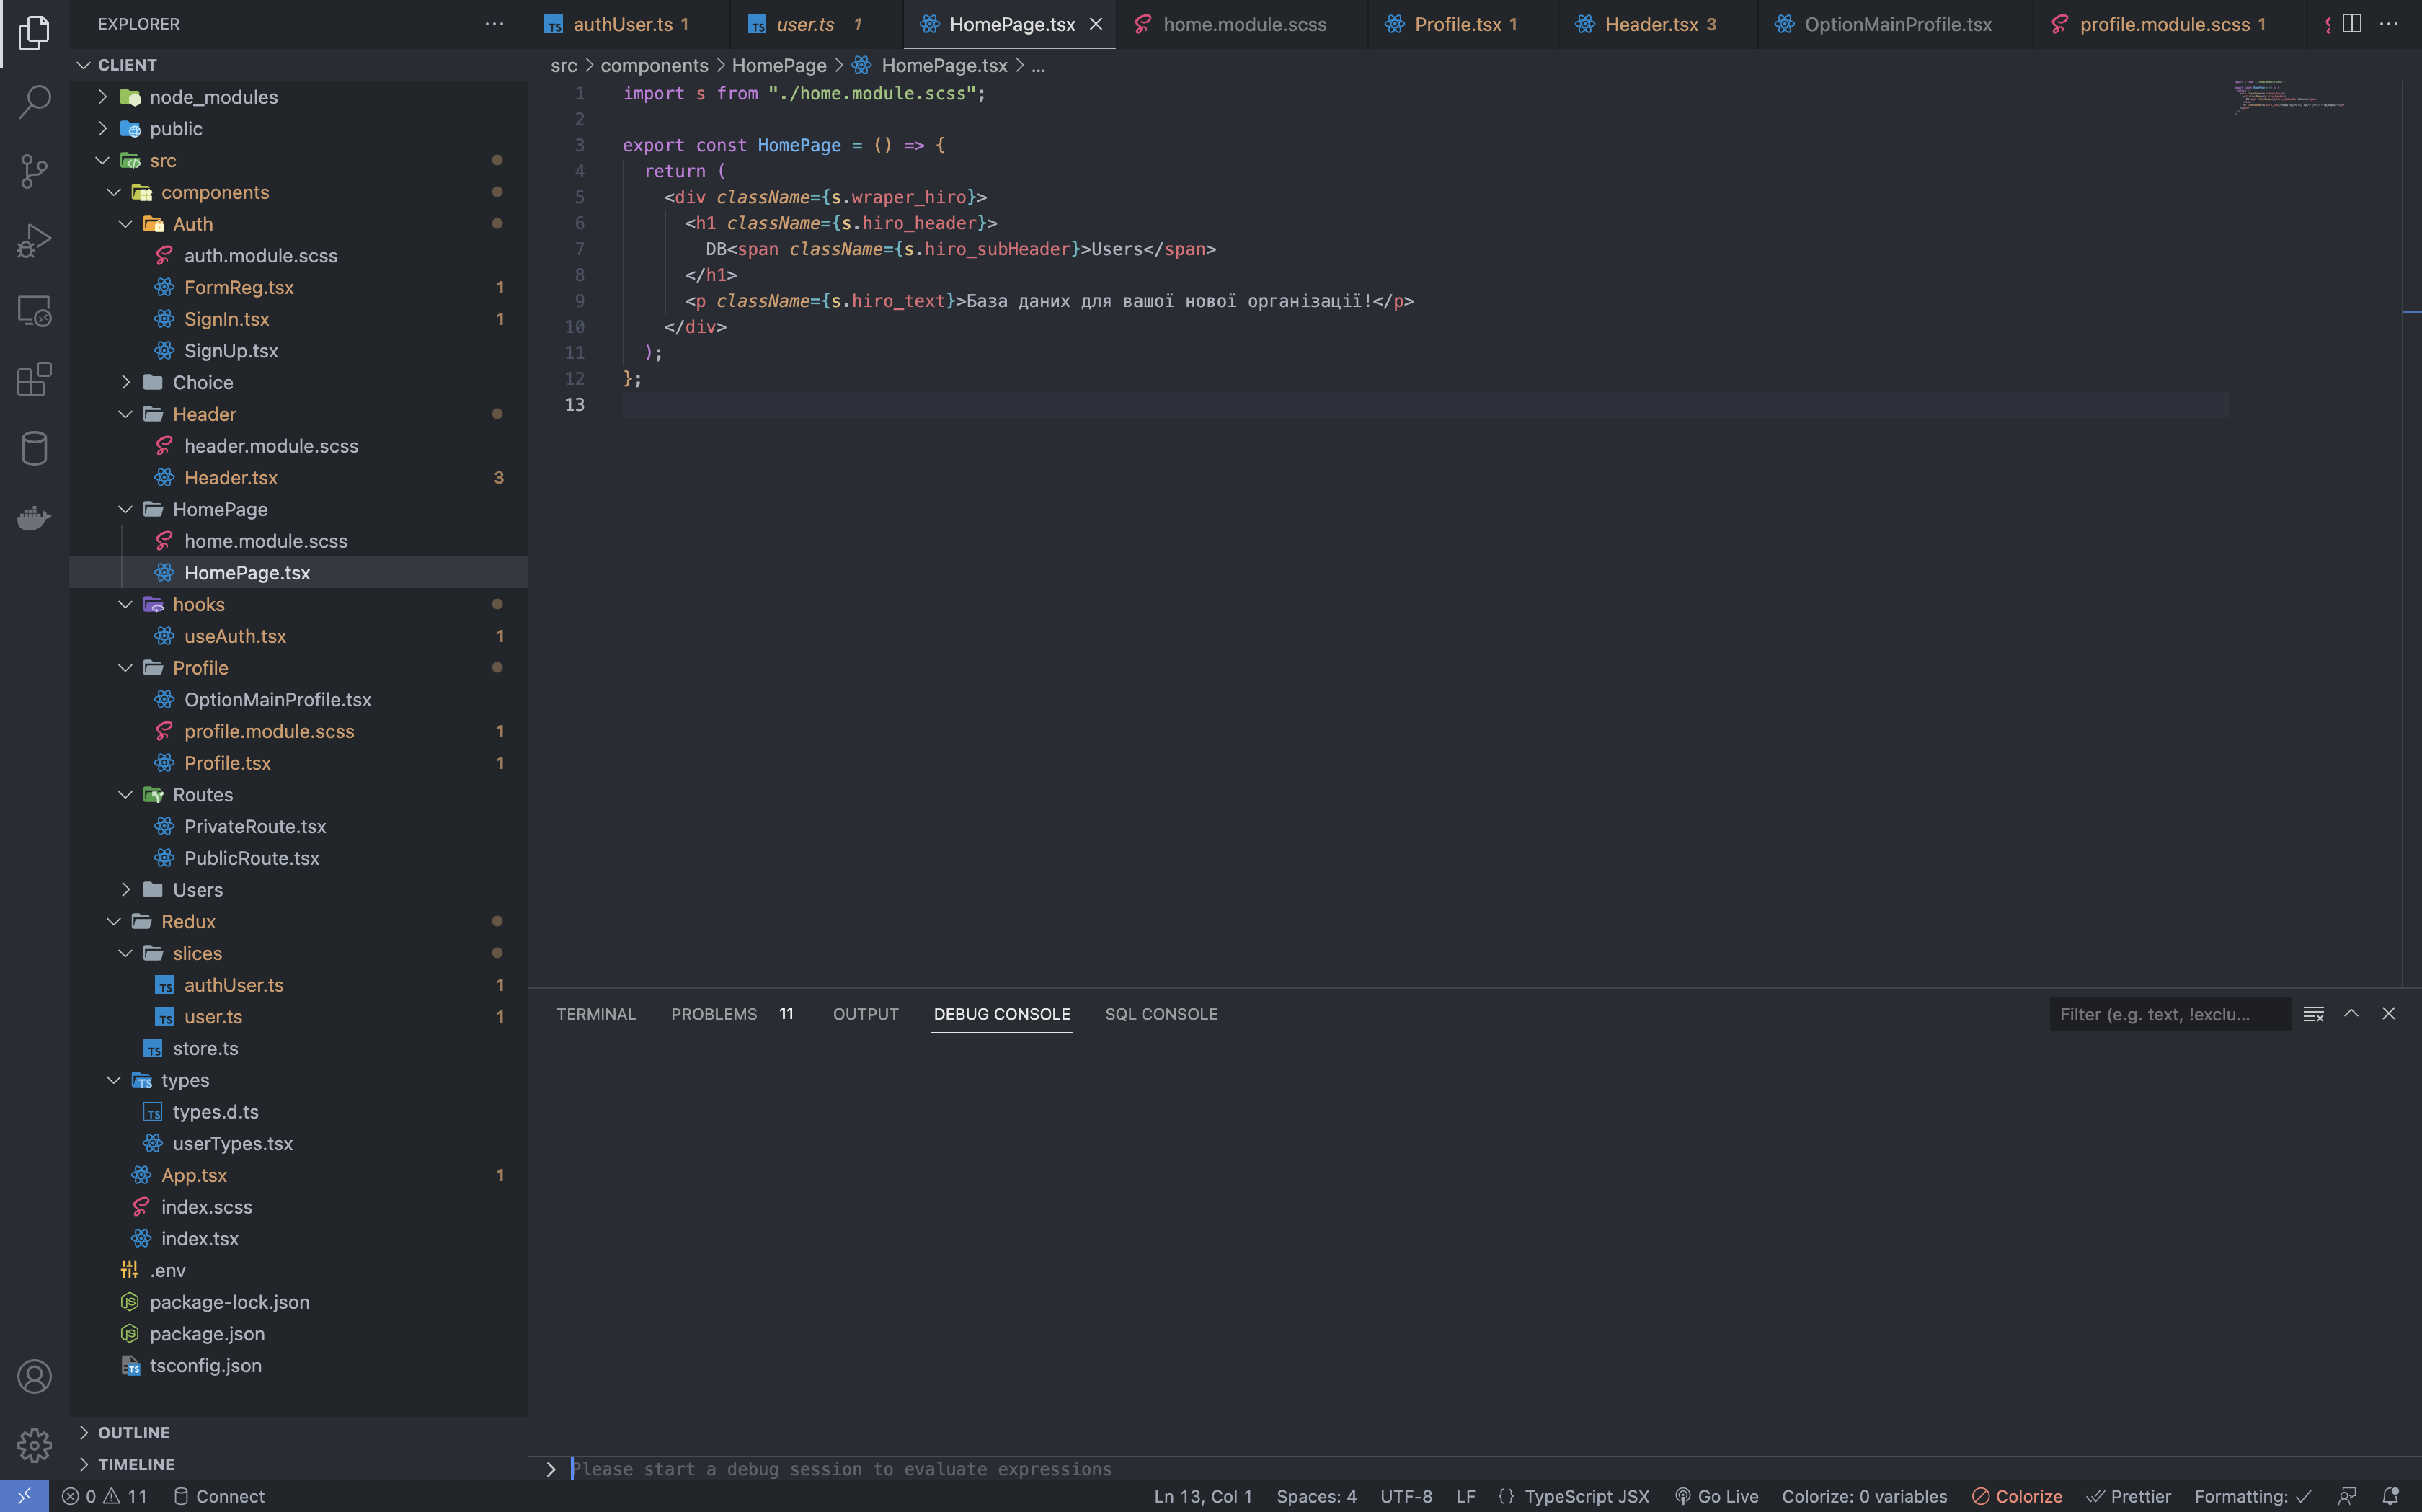 EXPLORER
authUser.ts 1
user.ts 1
HomePage.tsx
home.module.scss
Profile.tsx 1
Header.tsx 3
OptionMainProfile.tsx
profile.module.scss 1
CLIENT
node_modules
public
src
components
Auth
auth.module.scss
FormReg.tsx 1
SignIn.tsx 1
SignUp.tsx
Choice
Header
header.module.scss
Header.tsx 3
HomePage
home.module.scss
HomePage.tsx
hooks
useAuth.tsx 1
Profile
OptionMainProfile.tsx
profile.module.scss 1
Profile.tsx 1
Routes
PrivateRoute.tsx
PublicRoute.tsx
Users
Redux
slices
authUser.ts 1
user.ts 1
store.ts
types
types.d.ts
userTypes.tsx
App.tsx 1
index.scss
index.tsx
.env
package-lock.json
package.json
tsconfig.json
OUTLINE
TIMELINE
src > components > HomePage > HomePage.tsx > ...
1 import s from "./home.module.scss";
2
3 export const HomePage = () => {
4 return (
5 <div className={s.wraper_hiro}>
6 <h1 className={s.hiro_header}>
7 DB<span className={s.hiro_subHeader}>Users</span>
8 </h1>
9 <p className={s.hiro_text}>База даних для вашої нової організації!</p>
10 </div>
11 );
12 };
13
TERMINAL PROBLEMS 11 OUTPUT DEBUG CONSOLE SQL CONSOLE
Filter (e.g. text, !exclu...
Please start a debug session to evaluate expressions
0 11 Connect
Ln 13, Col 1 Spaces: 4 UTF-8 LF {} TypeScript JSX Go Live Colorize: 0 variables Colorize Prettier Formatting: ✓